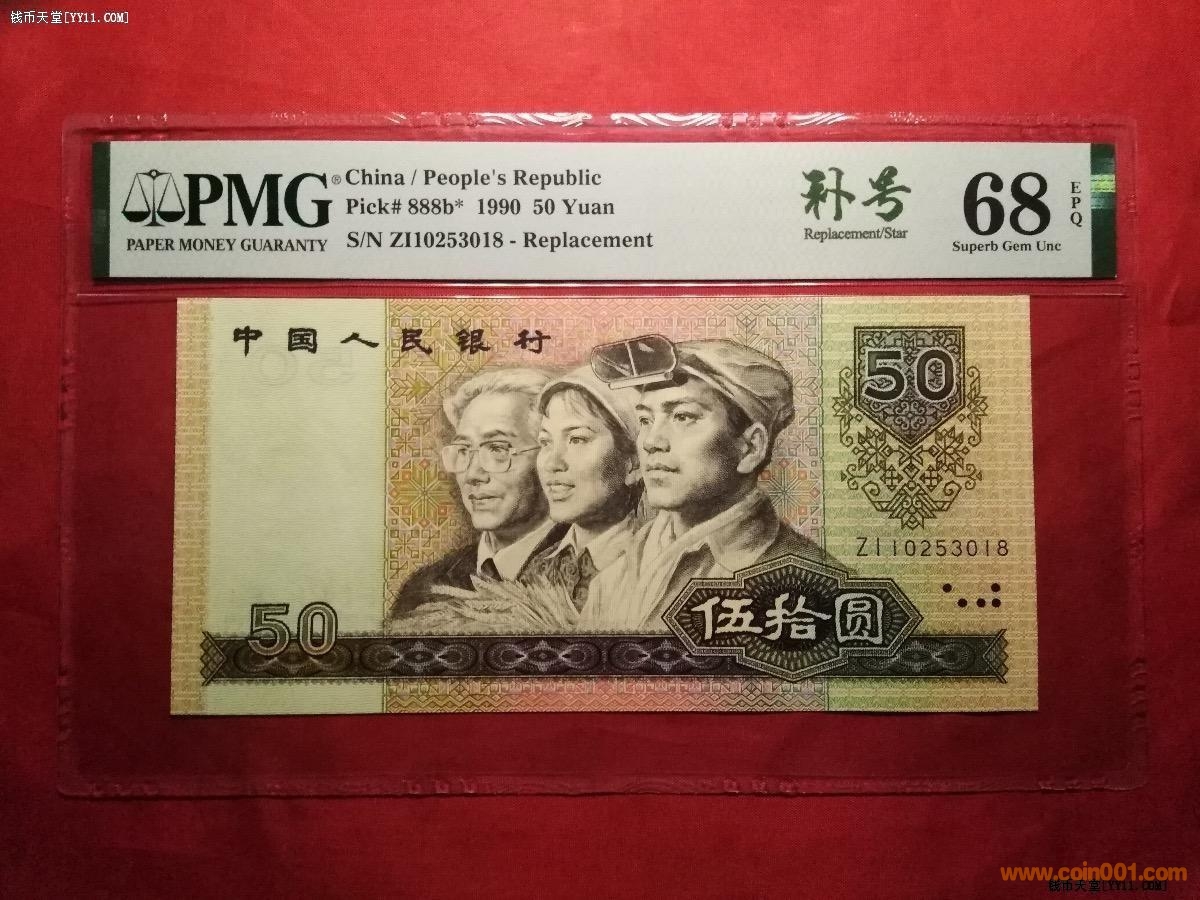 钱币天堂[YY11.COM]
PMG®
PAPER MONEY GUARANTY
China / People's Republic
Pick# 888b* 1990 50 Yuan
S/N ZI10253018 - Replacement
补号
Replacement/Star
68
EPQ
Superb Gem Unc
中国人民银行
50
ZI10253018
50
伍拾圆
www.coin001.com
钱币天堂[YY11.COM]